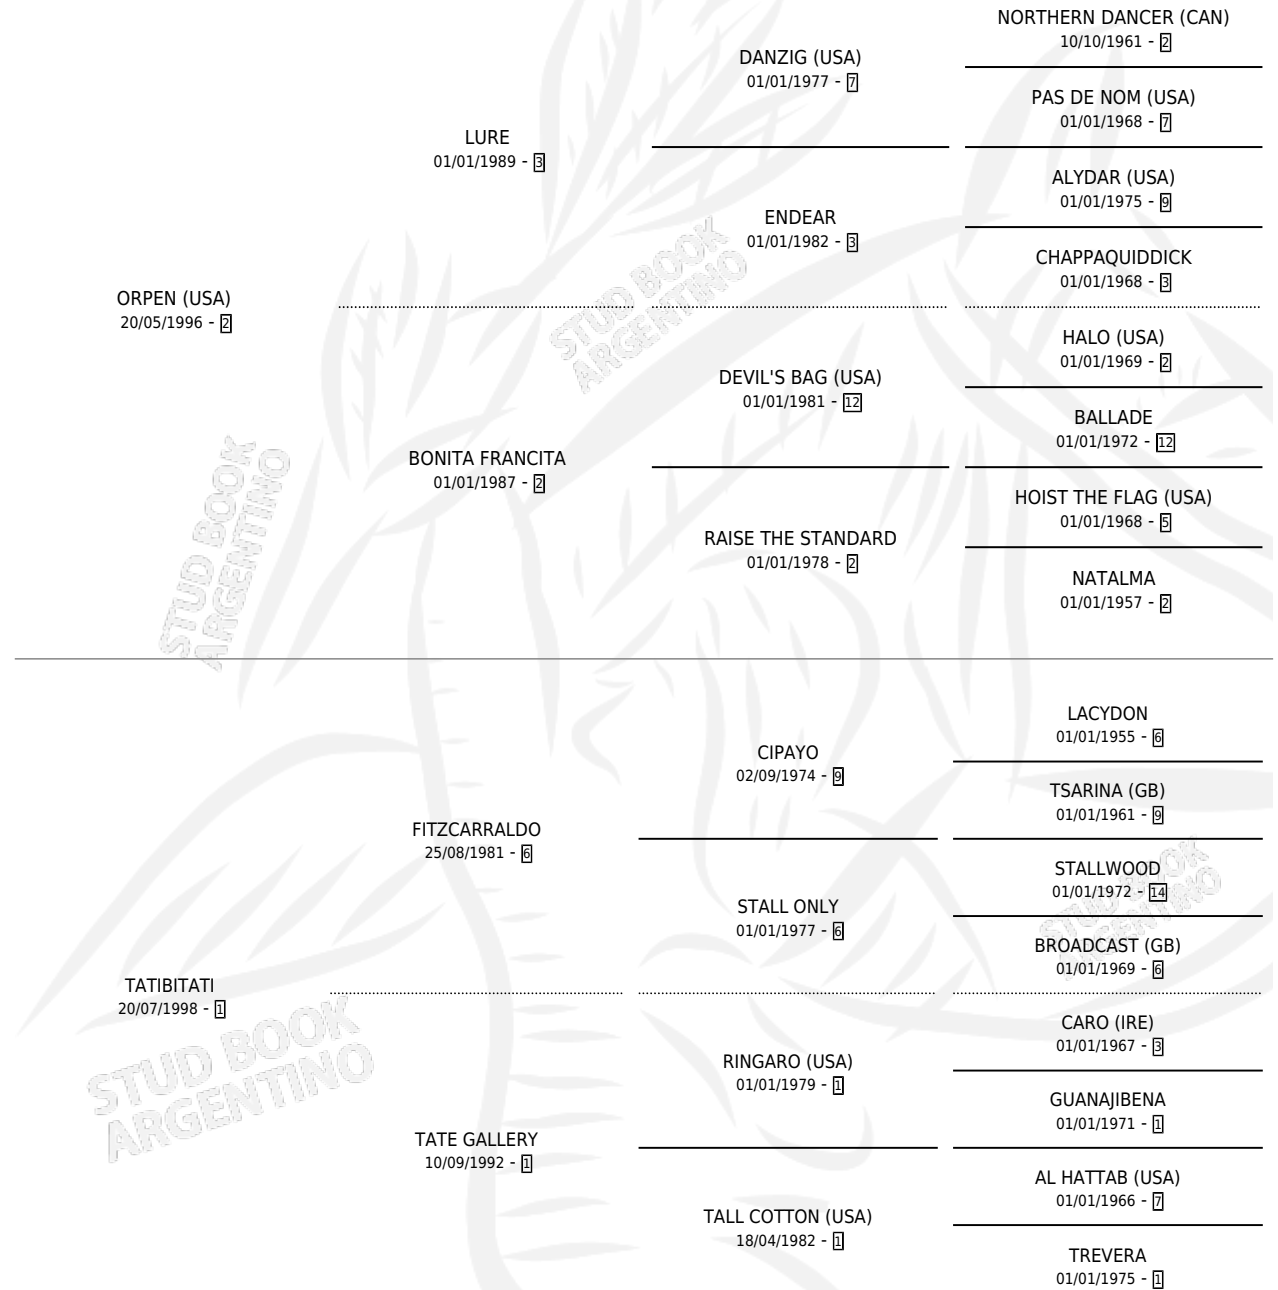 NORTHERN DANCER (CAN)
10/10/1961 - 2
DANZIG (USA)
01/01/1977 - 7
PAS DE NOM (USA)
01/01/1968 - 7
LURE
01/01/1989 - 3
ALYDAR (USA)
01/01/1975 - 9
ENDEAR
01/01/1982 - 3
CHAPPAQUIDDICK
01/01/1968 - 3
ORPEN (USA)
20/05/1996 - 2
HALO (USA)
01/01/1969 - 2
DEVIL'S BAG (USA)
01/01/1981 - 12
BALLADE
01/01/1972 - 12
BONITA FRANCITA
01/01/1987 - 2
HOIST THE FLAG (USA)
01/01/1968 - 5
RAISE THE STANDARD
01/01/1978 - 2
NATALMA
01/01/1957 - 2
STUD BOOK
ARGENTINO
STUD BOOK
ARGENTINO
LACYDON
01/01/1955 - 6
CIPAYO
02/09/1974 - 9
TSARINA (GB)
01/01/1961 - 9
FITZCARRALDO
25/08/1981 - 6
STALLWOOD
01/01/1972 - 14
STALL ONLY
01/01/1977 - 6
BROADCAST (GB)
01/01/1969 - 6
TATIBITATI
20/07/1998 - 1
CARO (IRE)
01/01/1967 - 3
RINGARO (USA)
01/01/1979 - 1
GUANAJIBENA
01/01/1971 - 1
TATE GALLERY
10/09/1992 - 1
AL HATTAB (USA)
01/01/1966 - 7
TALL COTTON (USA)
18/04/1982 - 1
TREVERA
01/01/1975 - 1
STUD BOOK
ARGENTINO
STUD BOOK
ARGENTINO